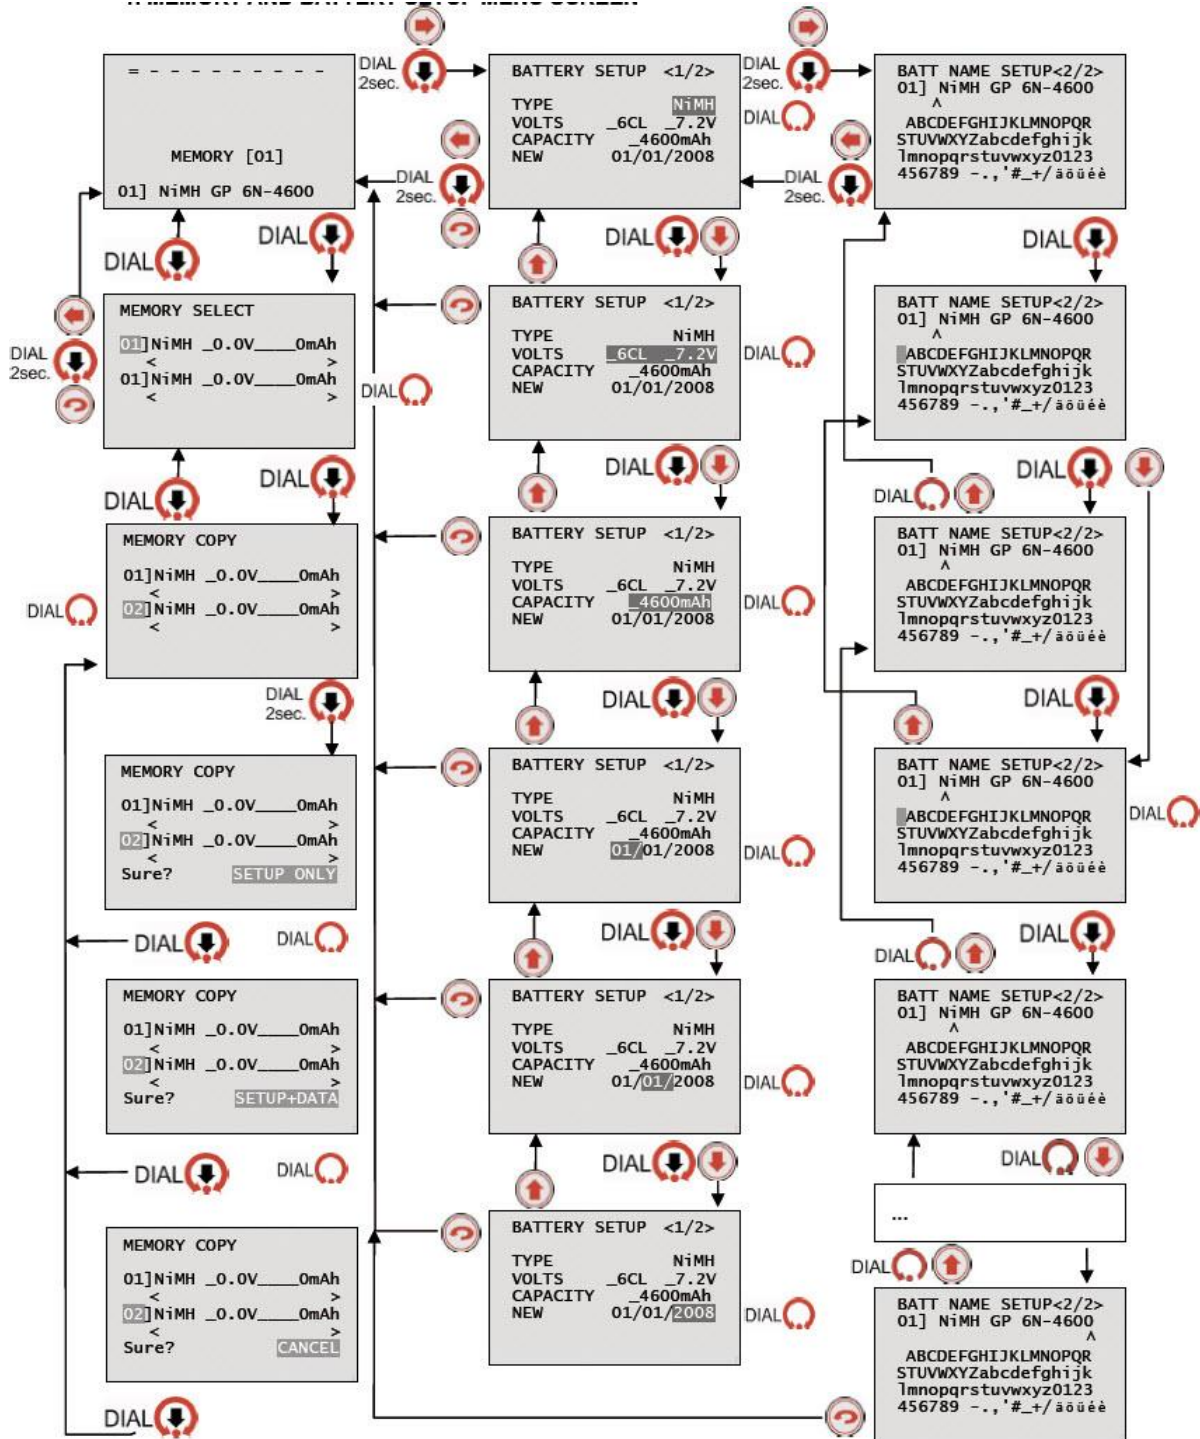 MEMORY AND BATTERY SETUP MENU SCREEN
= - - - - - - - - - -
MEMORY [01]
01] NiMH GP 6N-4600
DIAL
DIAL
MEMORY SELECT
01]NiMH _0.0V____0mAh
< >
01]NiMH _0.0V____0mAh
< >
DIAL
2sec.
DIAL
DIAL
DIAL
MEMORY COPY
01]NiMH _0.0V____0mAh
< >
02]NiMH _0.0V____0mAh
< >
DIAL
DIAL
2sec.
MEMORY COPY
01]NiMH _0.0V____0mAh
< >
02]NiMH _0.0V____0mAh
< >
Sure? SETUP ONLY
DIAL DIAL
MEMORY COPY
01]NiMH _0.0V____0mAh
< >
02]NiMH _0.0V____0mAh
< >
Sure? SETUP+DATA
DIAL DIAL
MEMORY COPY
01]NiMH _0.0V____0mAh
< >
02]NiMH _0.0V____0mAh
< >
Sure? CANCEL
DIAL
DIAL
2sec.
DIAL
2sec.
BATTERY SETUP <1/2>
TYPE NiMH
VOLTS _6CL _7.2V
CAPACITY _4600mAh
NEW 01/01/2008
DIAL
DIAL
BATTERY SETUP <1/2>
TYPE NiMH
VOLTS _6CL _7.2V
CAPACITY _4600mAh
NEW 01/01/2008
DIAL
DIAL
BATTERY SETUP <1/2>
TYPE NiMH
VOLTS _6CL _7.2V
CAPACITY _4600mAh
NEW 01/01/2008
DIAL
DIAL
BATTERY SETUP <1/2>
TYPE NiMH
VOLTS _6CL _7.2V
CAPACITY _4600mAh
NEW 01/01/2008
DIAL
DIAL
BATTERY SETUP <1/2>
TYPE NiMH
VOLTS _6CL _7.2V
CAPACITY _4600mAh
NEW 01/01/2008
DIAL
DIAL
BATTERY SETUP <1/2>
TYPE NiMH
VOLTS _6CL _7.2V
CAPACITY _4600mAh
NEW 01/01/2008
DIAL
DIAL
2sec.
DIAL
2sec.
BATT NAME SETUP<2/2>
01] NiMH GP 6N-4600
^
ABCDEFGHIJKLMNOPQR
STUVWXYZabcdefghijk
lmnopqrstuvwxyz0123
456789 -.,'#_+/äöüéè
DIAL
BATT NAME SETUP<2/2>
01] NiMH GP 6N-4600
^
ABCDEFGHIJKLMNOPQR
STUVWXYZabcdefghijk
lmnopqrstuvwxyz0123
456789 -.,'#_+/äöüéè
DIAL
DIAL
BATT NAME SETUP<2/2>
01] NiMH GP 6N-4600
^
ABCDEFGHIJKLMNOPQR
STUVWXYZabcdefghijk
lmnopqrstuvwxyz0123
456789 -.,'#_+/äöüéè
DIAL
BATT NAME SETUP<2/2>
01] NiMH GP 6N-4600
^
ABCDEFGHIJKLMNOPQR
STUVWXYZabcdefghijk
lmnopqrstuvwxyz0123
456789 -.,'#_+/äöüéè
DIAL
DIAL
DIAL
BATT NAME SETUP<2/2>
01] NiMH GP 6N-4600
^
ABCDEFGHIJKLMNOPQR
STUVWXYZabcdefghijk
lmnopqrstuvwxyz0123
456789 -.,'#_+/äöüéè
DIAL
...
DIAL
BATT NAME SETUP<2/2>
01] NiMH GP 6N-4600
^
ABCDEFGHIJKLMNOPQR
STUVWXYZabcdefghijk
lmnopqrstuvwxyz0123
456789 -.,'#_+/äöüéè